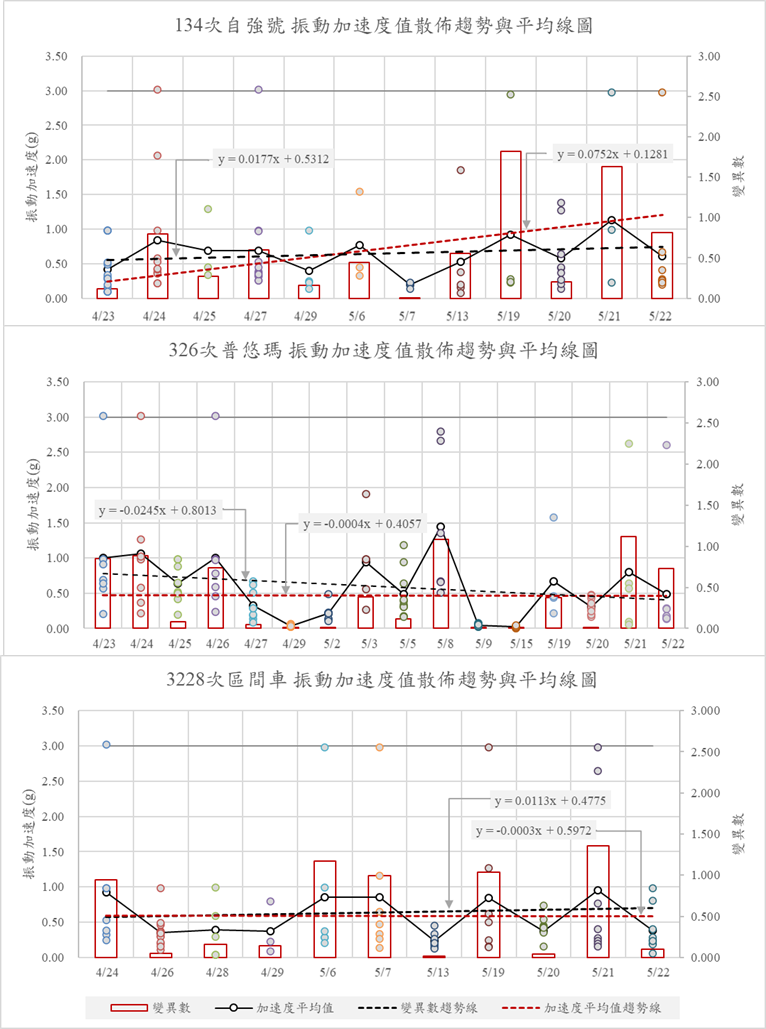 134次自強號 振動加速度值散佈趨勢與平均線圖
3.50 3.00
3.00 2.50
2.50 2.00
2.00 1.50
1.50 1.00
1.00 0.50
0.50 0.00
0.00
振動加速度(g)
變異數
y = 0.0177x + 0.5312
y = 0.0752x + 0.1281
4/23 4/24 4/25 4/27 4/29 5/6 5/7 5/13 5/19 5/20 5/21 5/22
326次普悠瑪 振動加速度值散佈趨勢與平均線圖
3.50 3.00
3.00 2.50
2.50 2.00
2.00 1.50
1.50 1.00
1.00 0.50
0.50 0.00
0.00
振動加速度(g)
變異數
y = -0.0245x + 0.8013
y = -0.0004x + 0.4057
4/23 4/24 4/25 4/26 4/27 4/29 5/2 5/3 5/5 5/8 5/9 5/15 5/19 5/20 5/21 5/22
3228次區間車 振動加速度值散佈趨勢與平均線圖
3.50 3.000
3.00 2.500
2.50 2.000
2.00 1.500
1.50 1.000
1.00 0.500
0.50 0.000
0.00
振動加速度(g)
變異數
y = 0.0113x + 0.4775
y = -0.0003x + 0.5972
4/24 4/26 4/28 4/29 5/6 5/7 5/13 5/19 5/20 5/21 5/22
變異數 加速度平均值 變異數趨勢線 加速度平均值趨勢線